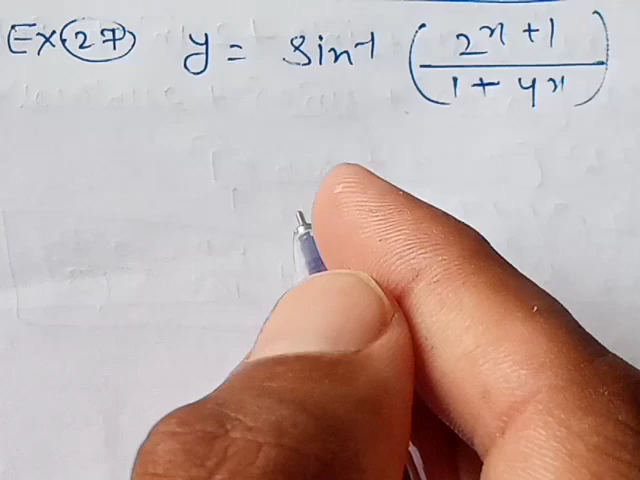 Ex 27 y = sin⁻¹ (2ˣ + 1 / 1 + 4ˣ)